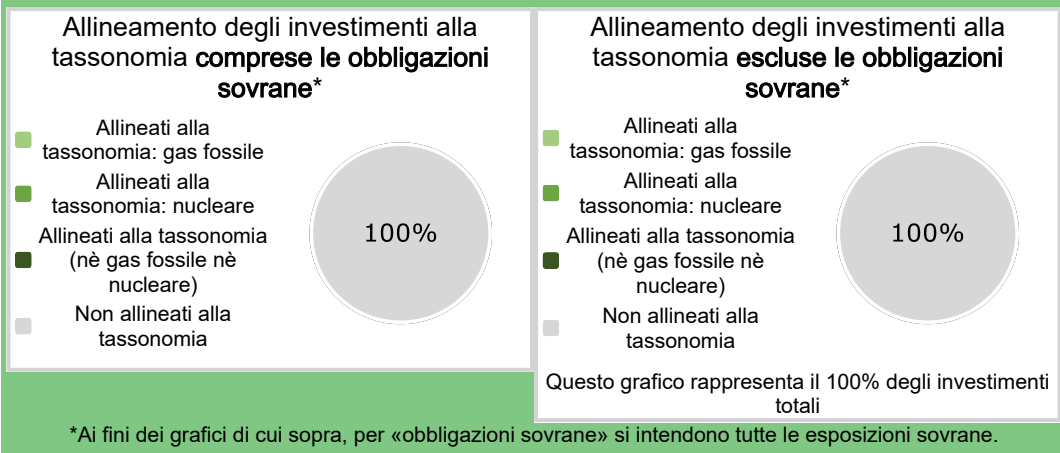 Allineamento degli investimenti alla
tassonomia comprese le obbligazioni
sovrane*
Allineati alla
tassonomia: gas fossile
Allineati alla
tassonomia: nucleare
Allineati alla tassonomia
(nè gas fossile nè
nucleare)
Non allineati alla
tassonomia
100%
Allineamento degli investimenti alla
tassonomia escluse le obbligazioni
sovrane*
Allineati alla
tassonomia: gas fossile
Allineati alla
tassonomia: nucleare
Allineati alla tassonomia
(nè gas fossile nè
nucleare)
Non allineati alla
tassonomia
100%
Questo grafico rappresenta il 100% degli investimenti
totali
*Ai fini dei grafici di cui sopra, per «obbligazioni sovrane» si intendono tutte le esposizioni sovrane.